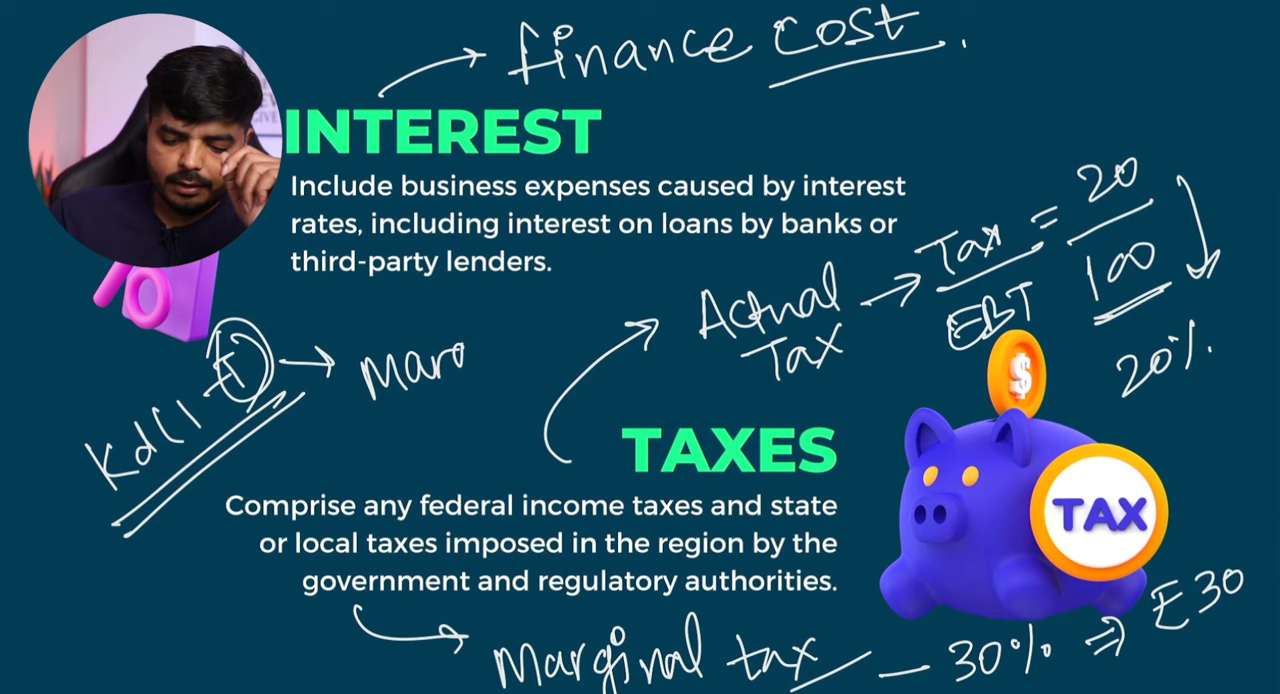 finance cost.
INTEREST
Include business expenses caused by interest
rates, including interest on loans by banks or
third-party lenders.
Actual Tax → Tax / EBT = 20 / 100
20%.
Kd(1-t) → Marg
TAXES
TAX
Comprise any federal income taxes and state
or local taxes imposed in the region by the
government and regulatory authorities.
Marginal tax – 30% ⇒ 30